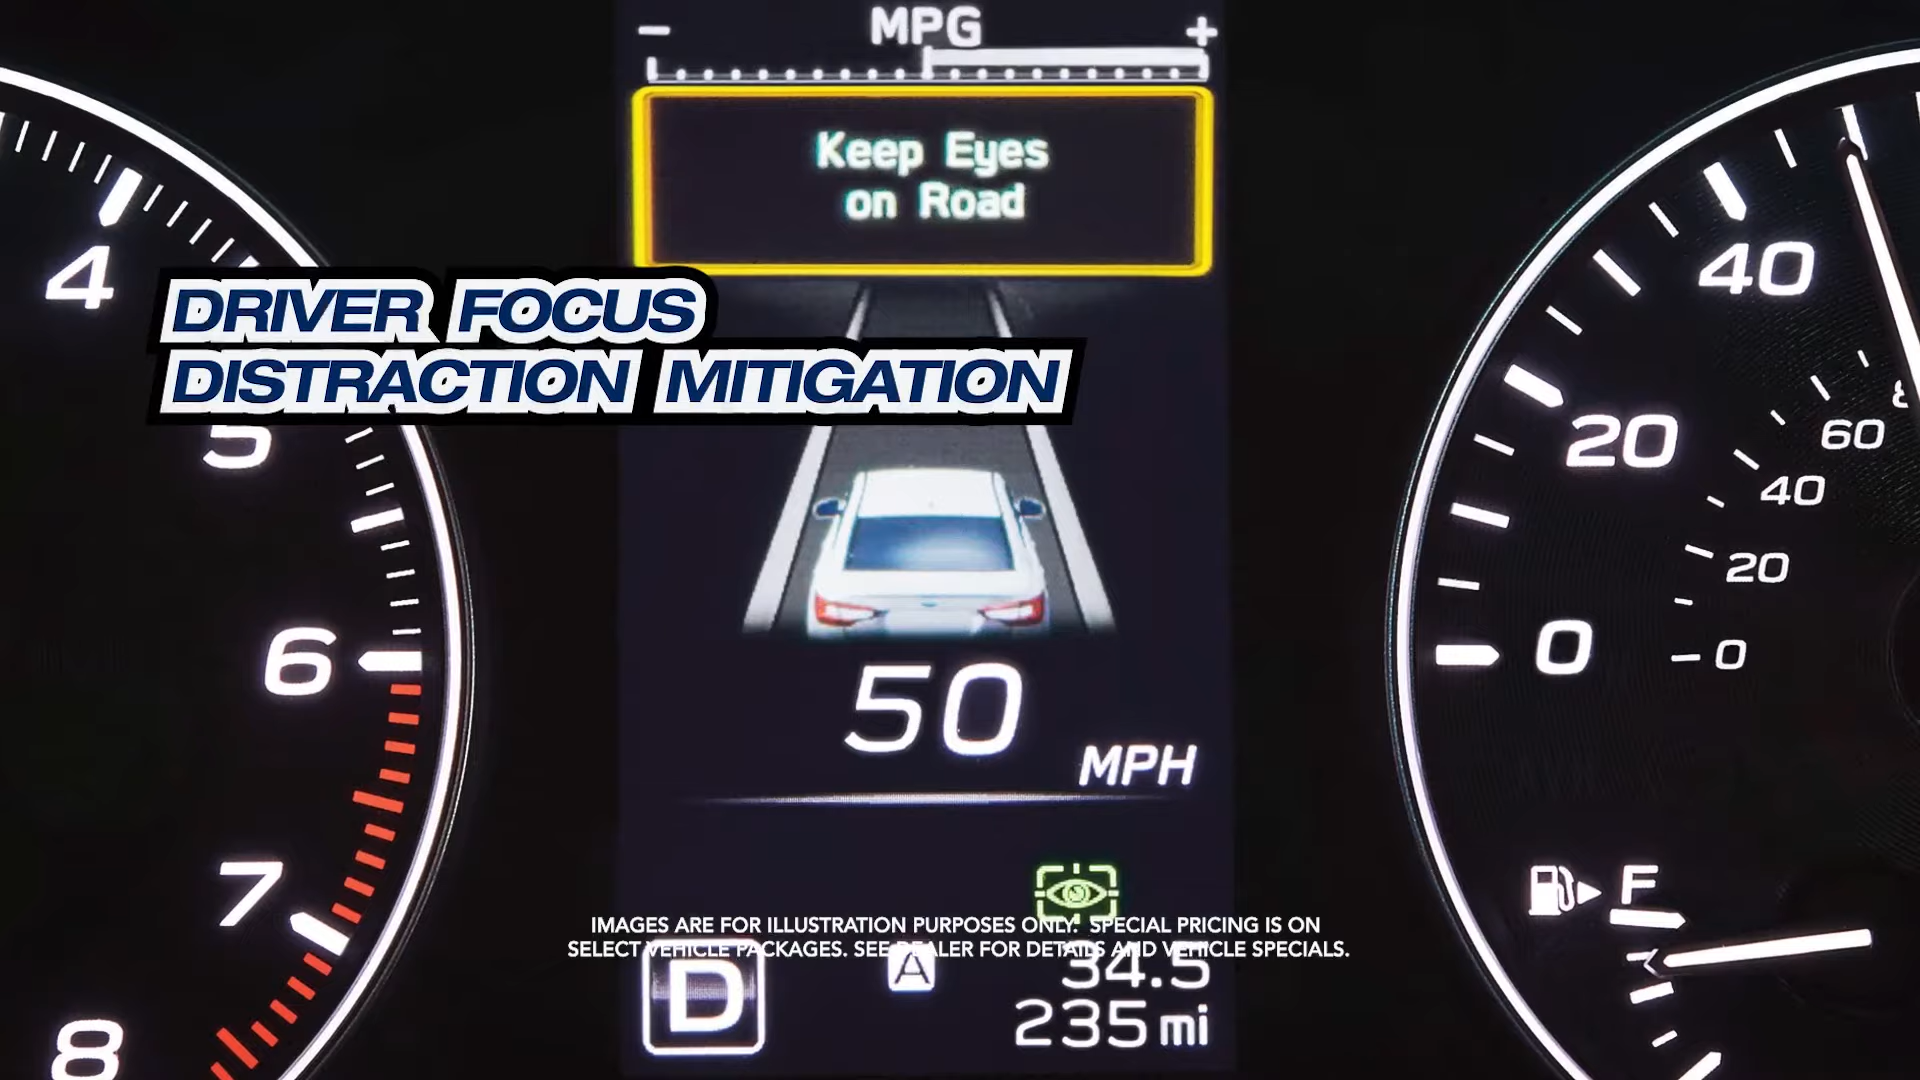 - MPG +
Keep Eyes
on Road
4
DRIVER FOCUS
DISTRACTION MITIGATION
5
6
7
8
40
20
0
60
40
20
0
50
MPH
F
IMAGES ARE FOR ILLUSTRATION PURPOSES ONLY. SPECIAL PRICING IS ON
SELECT VEHICLE PACKAGES. SEE DEALER FOR DETAILS AND VEHICLE SPECIALS.
D
A
34.5
235 mi